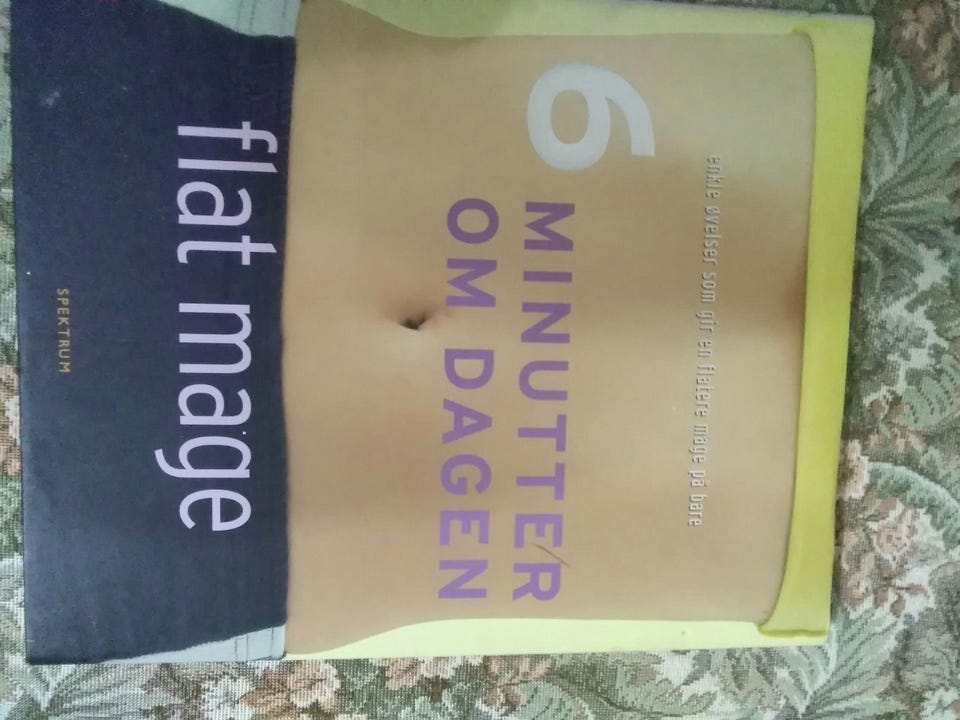 enkle øvelser som gir en flatere mage på bare
6
MINUTTER
OM DAGEN
flat mage
SPEKTRUM